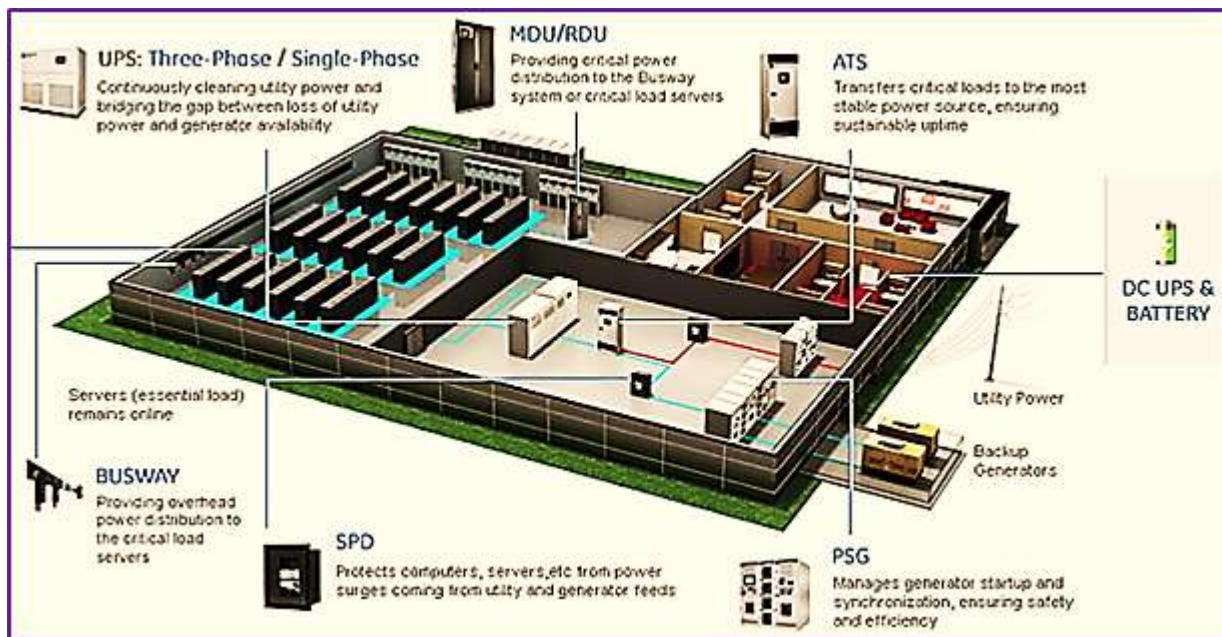 UPS: Three-Phase / Single-Phase
Continuously cleaning utility power and
bridging the gap between loss of utility
power and generator availability
MDU/RDU
Providing critical power
distribution to the Busway
system or critical load servers
ATS
Transfers critical loads to the most
stable power source, ensuring
sustainable uptime
DC UPS &
BATTERY
Servers (essential load)
remains online
Utility Power
Backup
Generators
BUSWAY
Providing overhead
power distribution to
the critical load
servers
SPD
Protects computers, servers,etc from power
surges coming from utility and generator feeds
PSG
Manages generator startup and
synchronization, ensuring safety
and efficiency